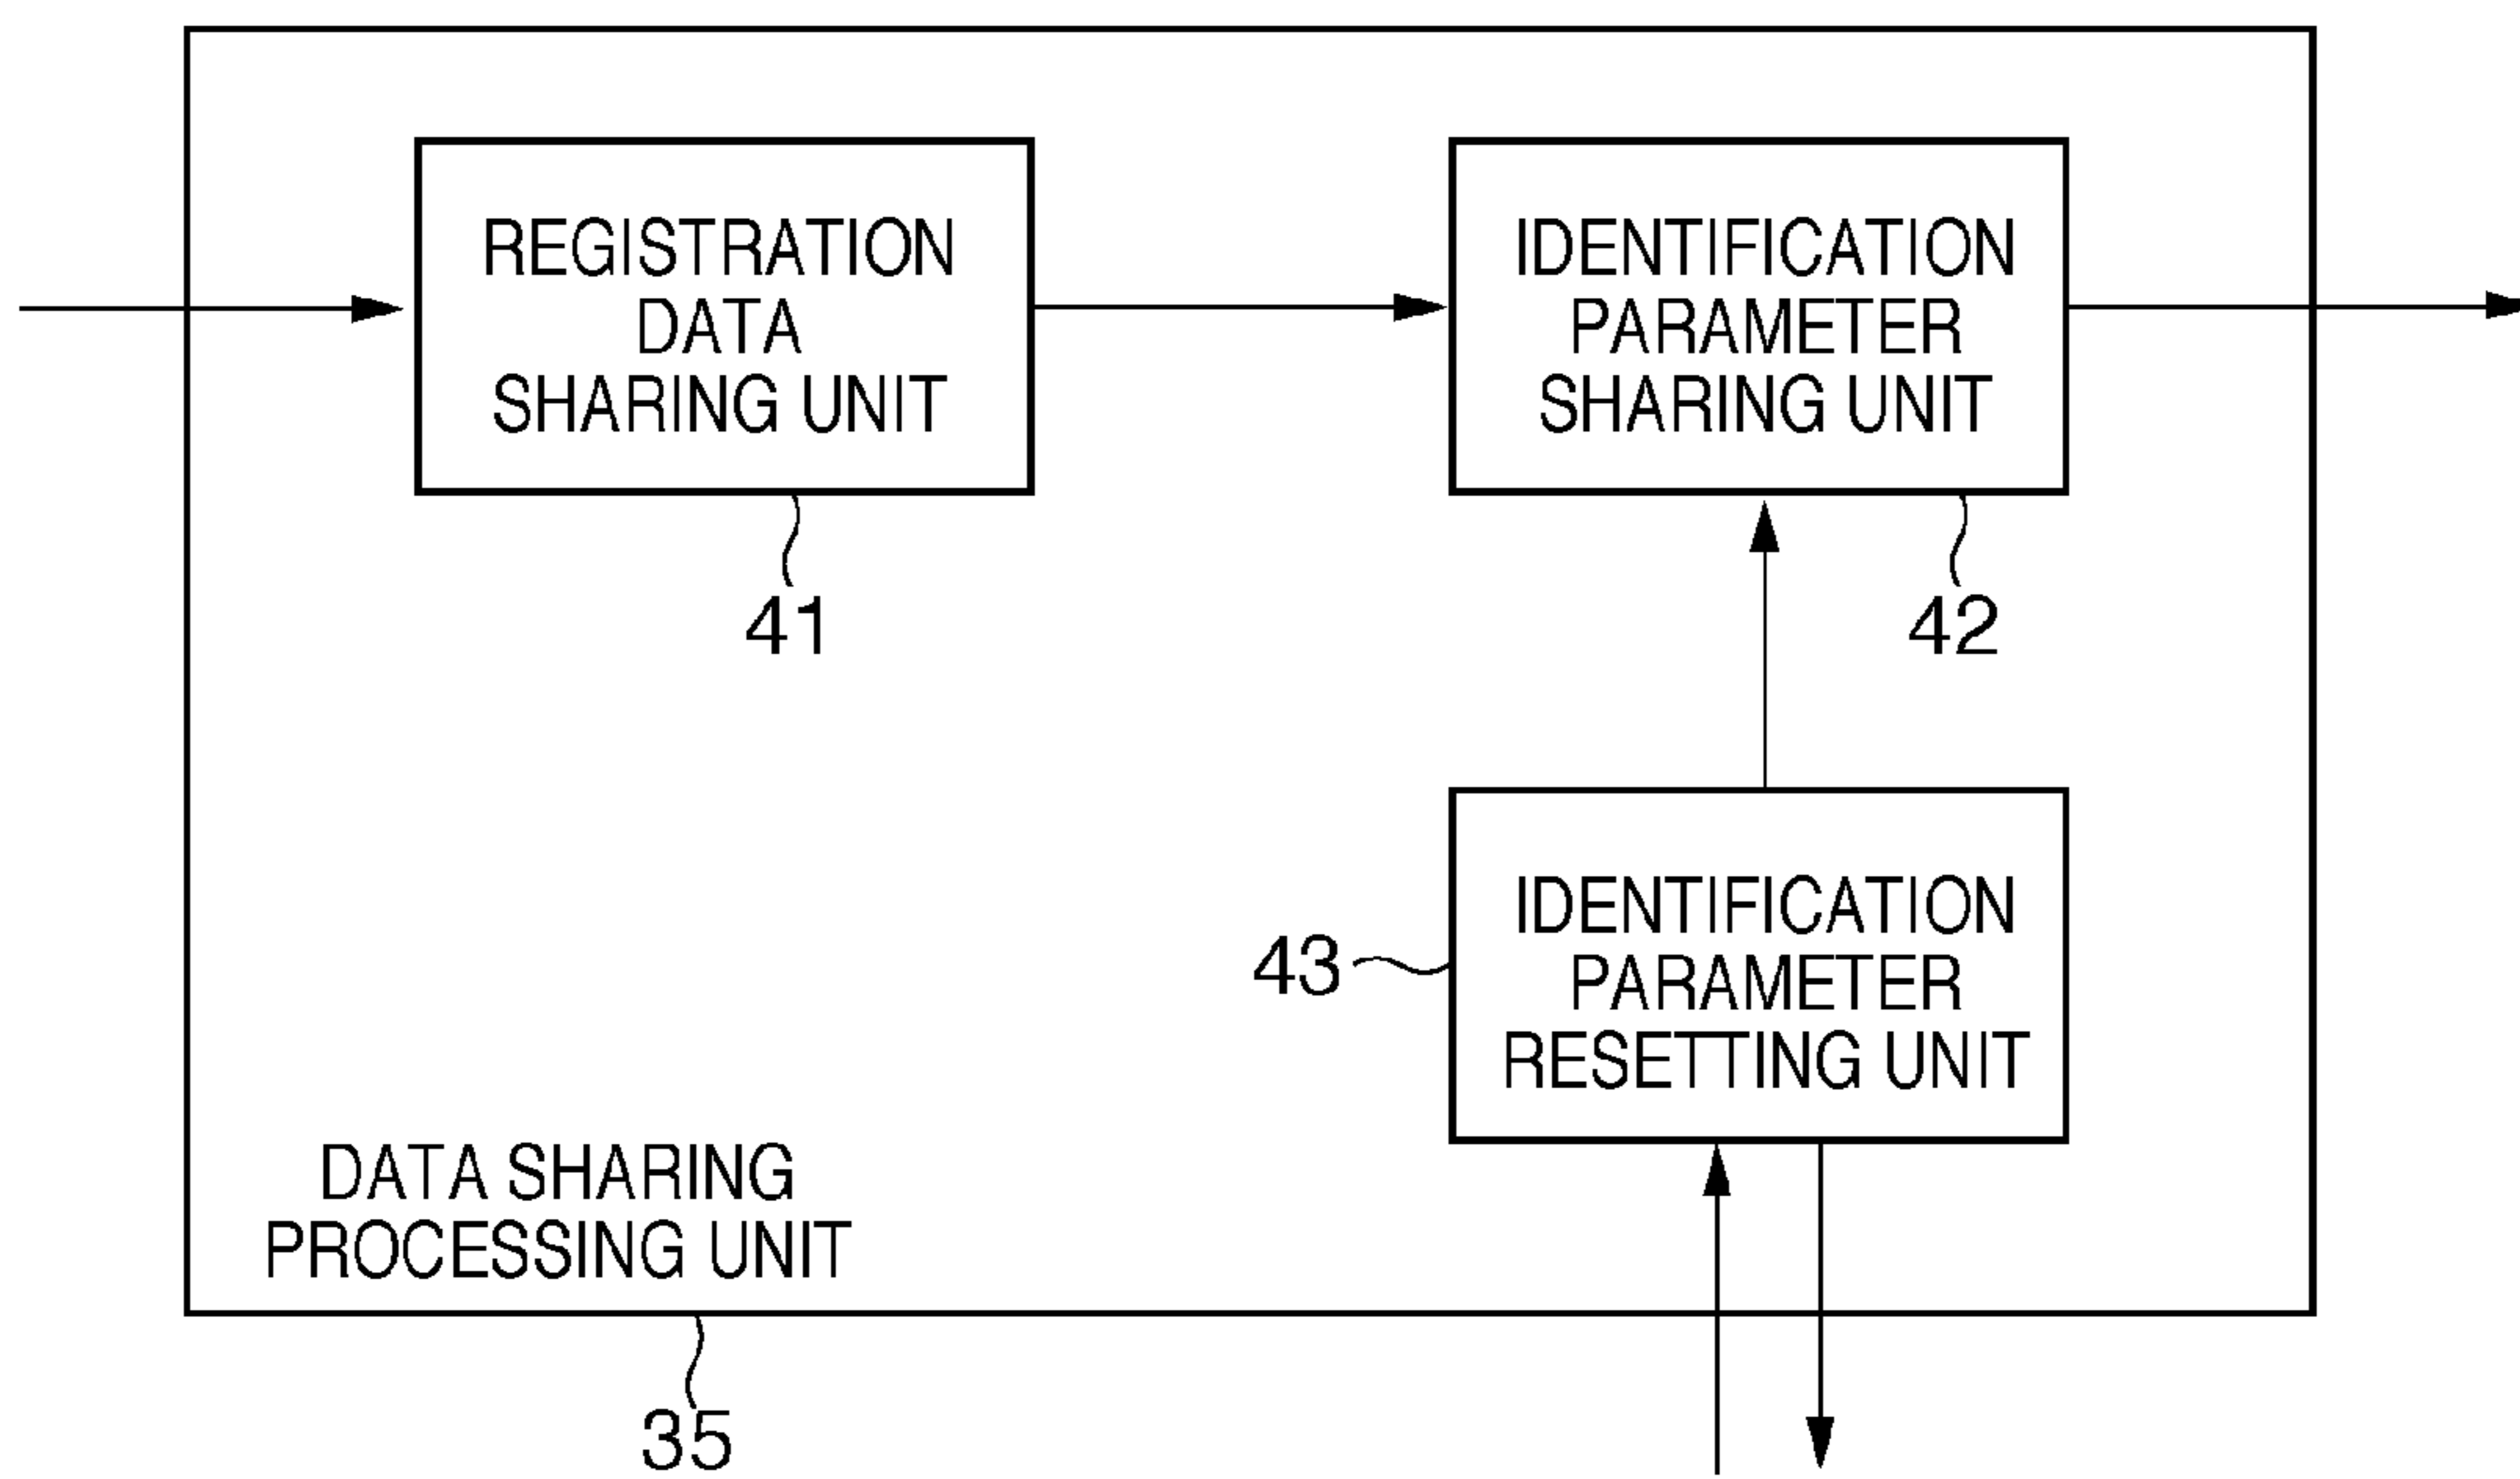 REGISTRATION
DATA
SHARING UNIT
41
IDENTIFICATION
PARAMETER
SHARING UNIT
42
IDENTIFICATION
PARAMETER
RESETTING UNIT
43
DATA SHARING
PROCESSING UNIT
35